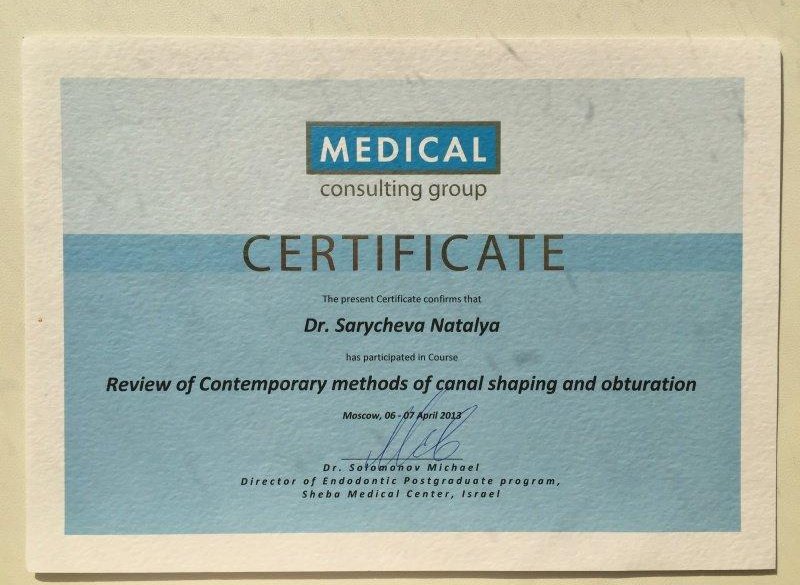 MEDICAL
consulting group
CERTIFICATE
The present Certificate confirms that
Dr. Sarycheva Natalya
has participated in Course
Review of Contemporary methods of canal shaping and obturation
Moscow, 06 - 07 April 2013
Dr. Solomonov Michael
Director of Endodontic Postgraduate program,
Sheba Medical Center, Israel